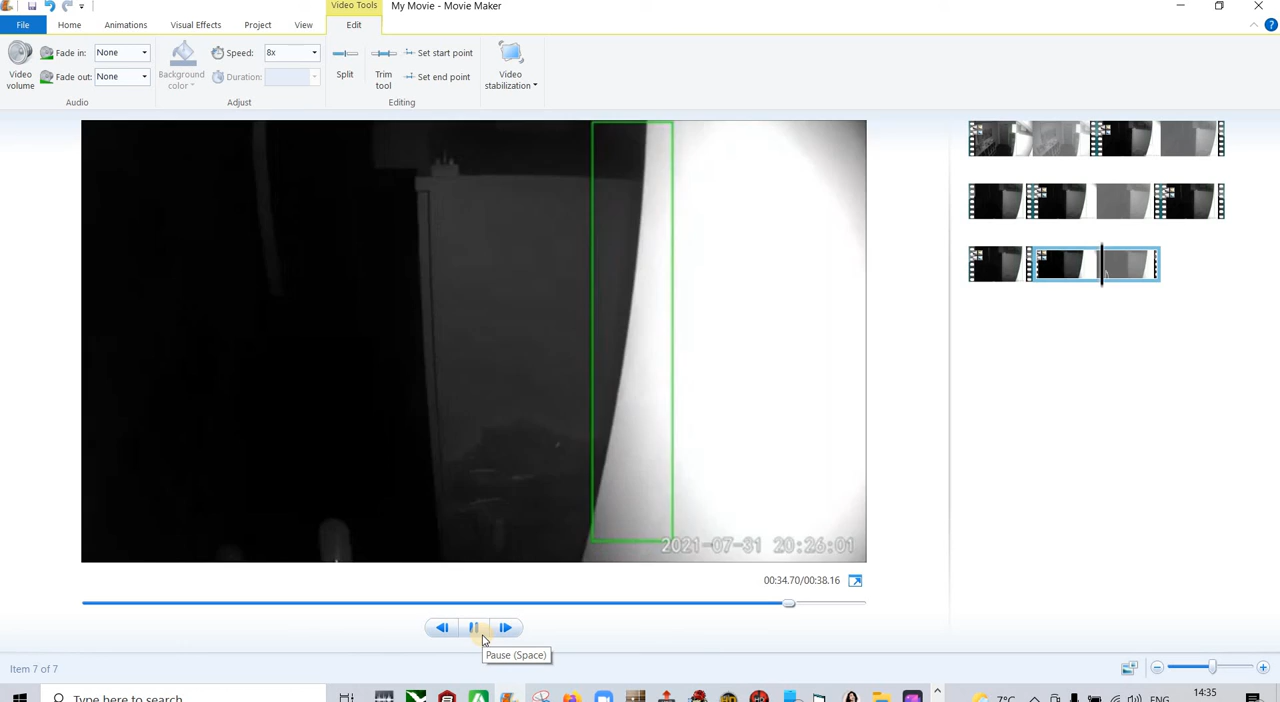 Video Tools
My Movie - Movie Maker
File
Home
Animations
Visual Effects
Project
View
Edit
Video volume
Fade in:
None
Fade out:
None
Audio
Background color
Speed:
8x
Duration:
Adjust
Split
Trim tool
Set start point
Set end point
Editing
Video stabilization
2021-07-31 20:26:01
00:34.70/00:38.16
Pause (Space)
Item 7 of 7
Type here to search
7°C
ENG
14:35